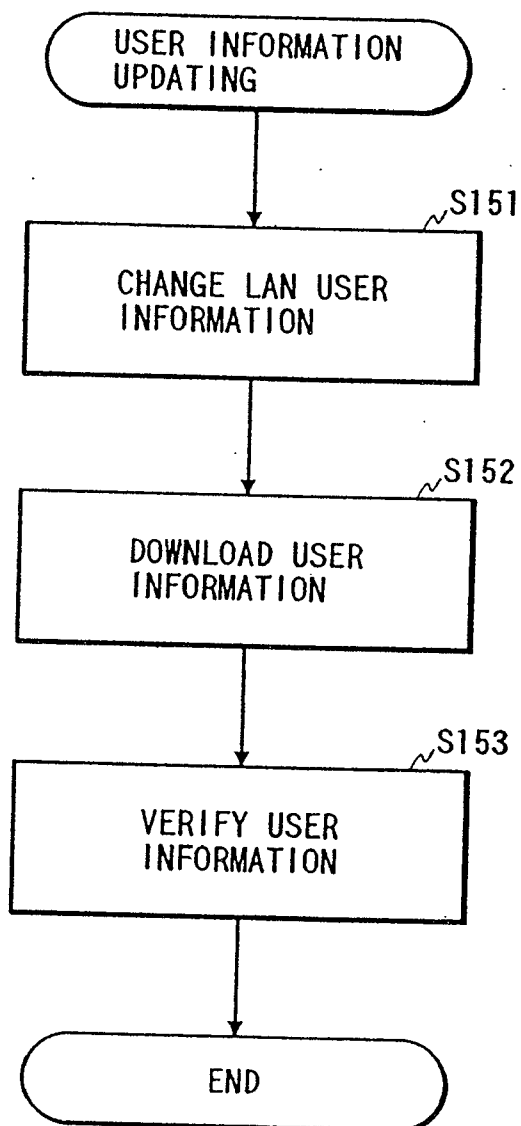 USER INFORMATION
UPDATING
S151
CHANGE LAN USER
INFORMATION
S152
DOWNLOAD USER
INFORMATION
S153
VERIFY USER
INFORMATION
END